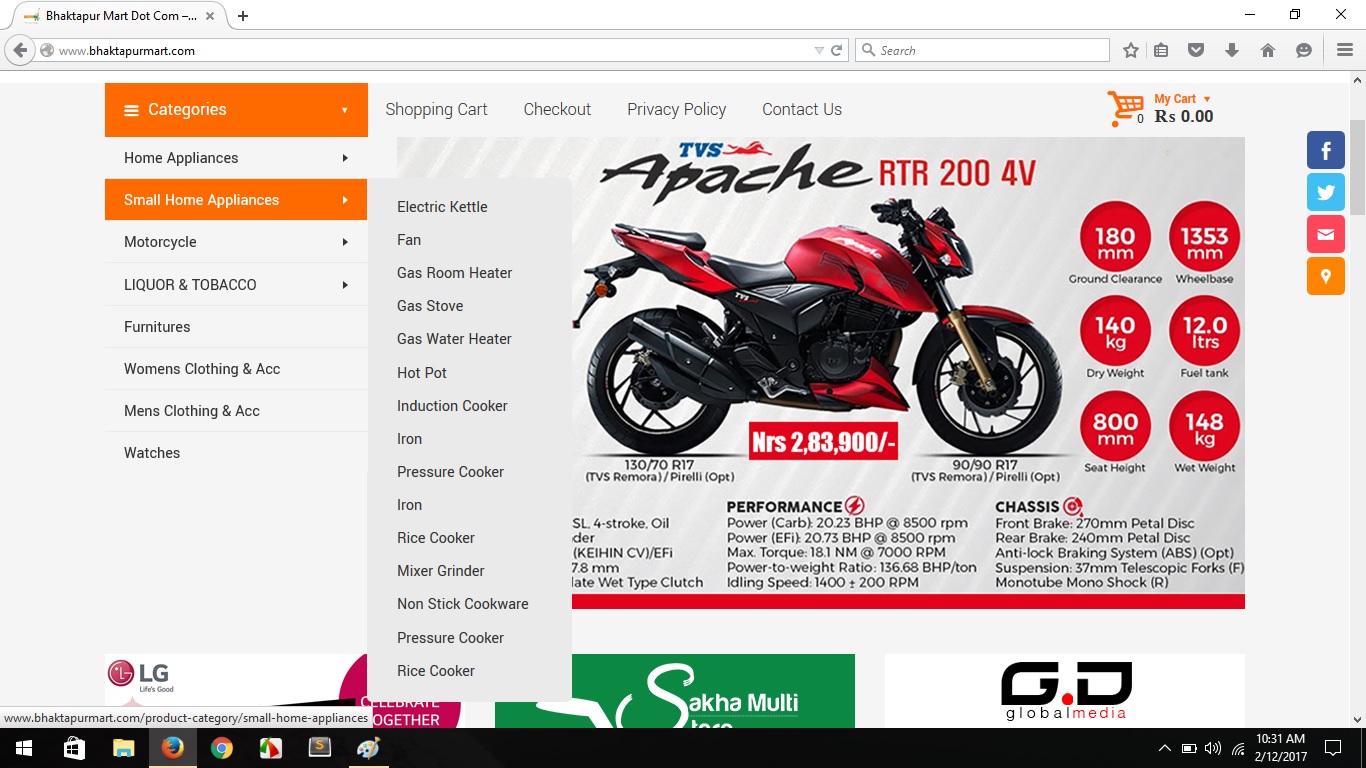 Bhaktapur Mart Dot Com –...
www.bhaktapurmart.com
Search
Categories
Shopping Cart
Checkout
Privacy Policy
Contact Us
My Cart
0
Rs 0.00
Home Appliances
Small Home Appliances
Motorcycle
LIQUOR & TOBACCO
Furnitures
Womens Clothing & Acc
Mens Clothing & Acc
Watches
Electric Kettle
Fan
Gas Room Heater
Gas Stove
Gas Water Heater
Hot Pot
Induction Cooker
Iron
Pressure Cooker
Iron
Rice Cooker
Mixer Grinder
Non Stick Cookware
Pressure Cooker
Rice Cooker
TVS
Apache RTR 200 4V
Apache
TVS
TVS
180 mm
Ground Clearance
1353 mm
Wheelbase
140 kg
Dry Weight
12.0 ltrs
Fuel tank
800 mm
Seat Height
148 kg
Wet Weight
Nrs 2,83,900/-
130/70 R17
(TVS Remora) / Pirelli (Opt)
90/90 R17
(TVS Remora) / Pirelli (Opt)
SL, 4-stroke, Oil
der
(KEIHIN CV)/EFi
7.8 mm
late Wet Type Clutch
PERFORMANCE
Power (Carb): 20.23 BHP @ 8500 rpm
Power (EFi): 20.73 BHP @ 8500 rpm
Max. Torque: 18.1 NM @ 7000 RPM
Power-to-weight Ratio: 136.68 BHP/ton
Idling Speed: 1400 ± 200 RPM
CHASSIS
Front Brake: 270mm Petal Disc
Rear Brake: 240mm Petal Disc
Anti-lock Braking System (ABS) (Opt)
Suspension: 37mm Telescopic Forks (F)
Monotube Mono Shock (R)
LG
Life's Good
CELEBRATE
TOGETHER
Sakha Multi
Store
G.D
globalmedia
www.bhaktapurmart.com/product-category/small-home-appliances
10:31 AM
2/12/2017